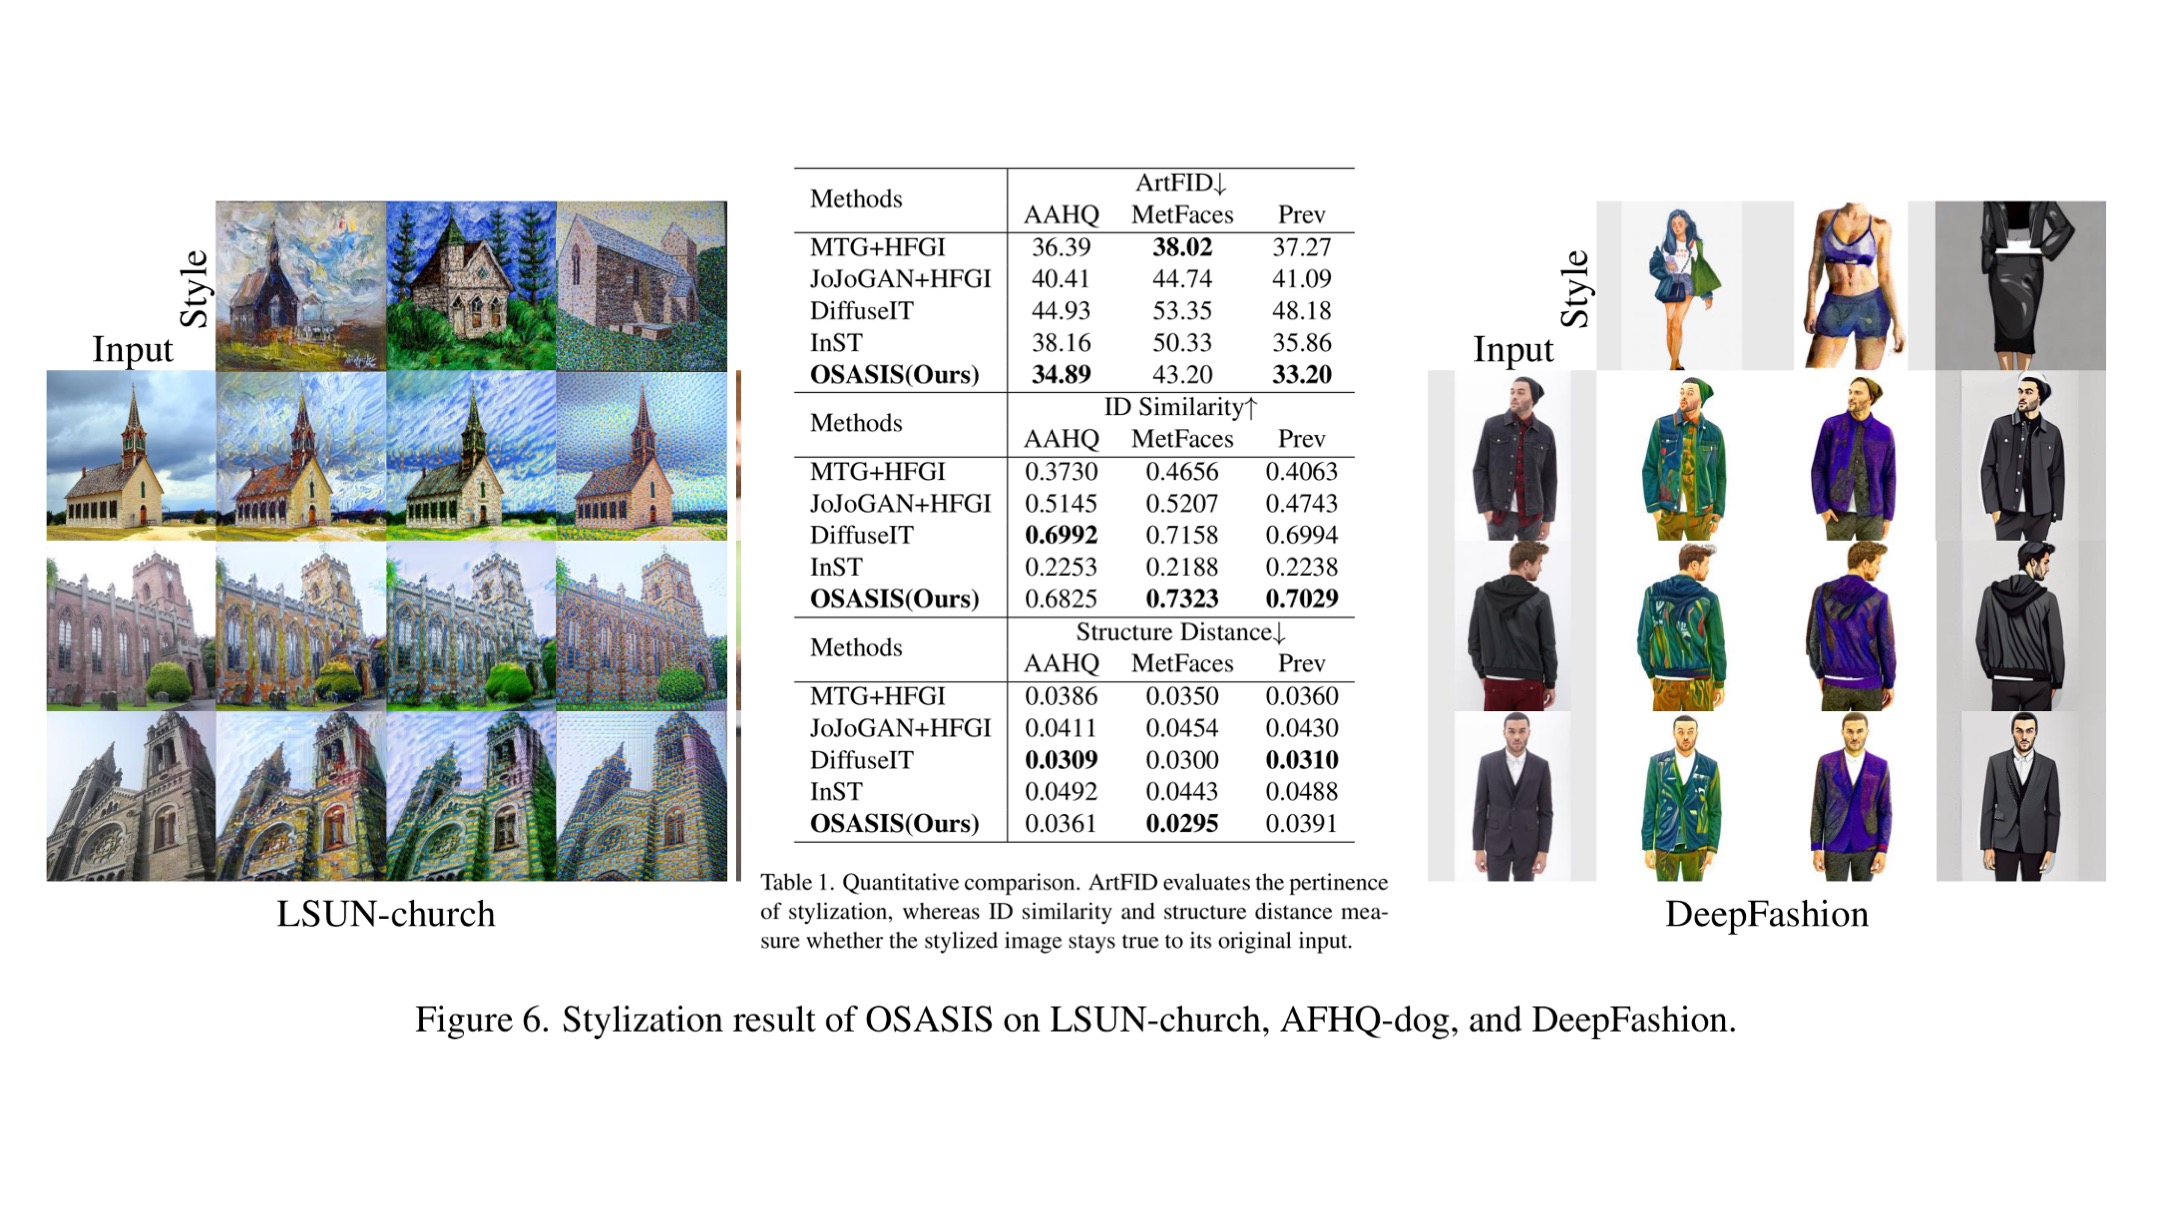 Style
Input
LSUN-church
Methods ArtFID↓
AAHQ MetFaces Prev
MTG+HFGI 36.39 38.02 37.27
JoJoGAN+HFGI 40.41 44.74 41.09
DiffuseIT 44.93 53.35 48.18
InST 38.16 50.33 35.86
OSASIS(Ours) 34.89 43.20 33.20
Methods ID Similarity↑
AAHQ MetFaces Prev
MTG+HFGI 0.3730 0.4656 0.4063
JoJoGAN+HFGI 0.5145 0.5207 0.4743
DiffuseIT 0.6992 0.7158 0.6994
InST 0.2253 0.2188 0.2238
OSASIS(Ours) 0.6825 0.7323 0.7029
Methods Structure Distance↓
AAHQ MetFaces Prev
MTG+HFGI 0.0386 0.0350 0.0360
JoJoGAN+HFGI 0.0411 0.0454 0.0430
DiffuseIT 0.0309 0.0300 0.0310
InST 0.0492 0.0443 0.0488
OSASIS(Ours) 0.0361 0.0295 0.0391
Table 1. Quantitative comparison. ArtFID evaluates the pertinence
of stylization, whereas ID similarity and structure distance mea-
sure whether the stylized image stays true to its original input.
Style
Input
DeepFashion
Figure 6. Stylization result of OSASIS on LSUN-church, AFHQ-dog, and DeepFashion.